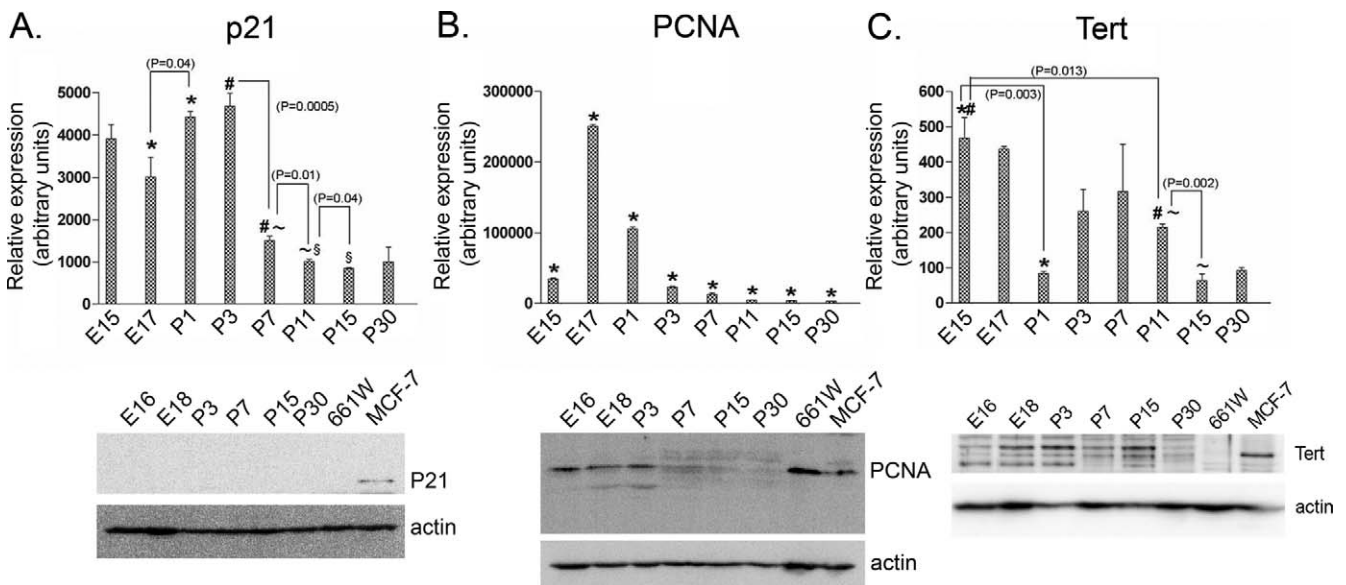 A.
p21
Relative expression
(arbitrary units)
5000
4000
3000
2000
1000
0
(P=0.04)
#
*
*
(P=0.0005)
(P=0.01)
(P=0.04)
#~
~§
§
E15 E17 P1 P3 P7 P11 P15 P30
E16 E18 P3 P7 P15 P30 661W MCF-7
P21
actin
B.
PCNA
Relative expression
(arbitrary units)
300000
200000
100000
0
* * * * * * * *
E15 E17 P1 P3 P7 P11 P15 P30
E16 E18 P3 P7 P15 P30 661W MCF-7
PCNA
actin
C.
Tert
Relative expression
(arbitrary units)
600
500
400
300
200
100
0
(P=0.013)
(P=0.003)
*#
(P=0.002)
#~
*
~
E15 E17 P1 P3 P7 P11 P15 P30
E16 E18 P3 P7 P15 P30 661W MCF-7
Tert
actin